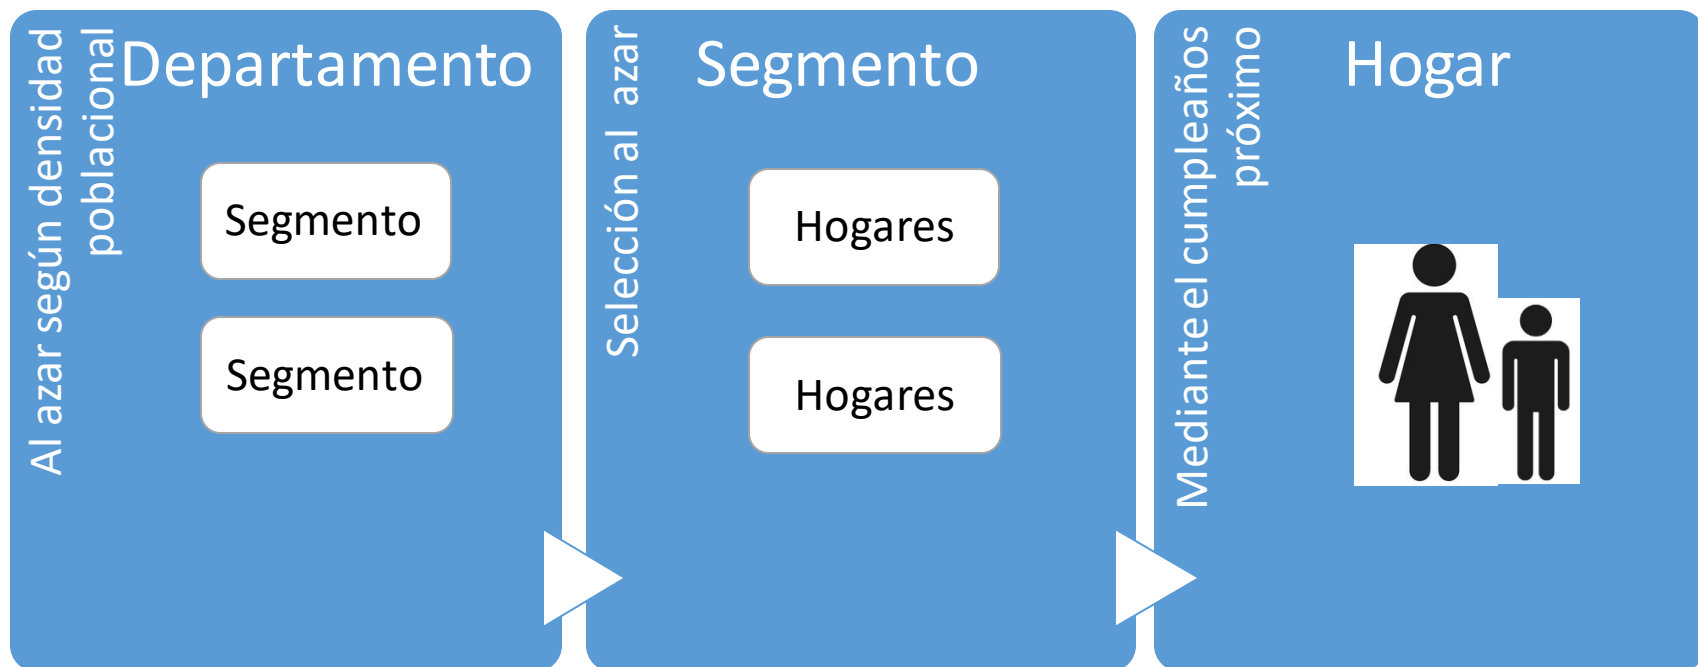 Al azar según densidad
poblacional
Departamento
Segmento
Segmento
Selección al azar
Segmento
Hogares
Hogares
Mediante el cumpleaños
próximo
Hogar